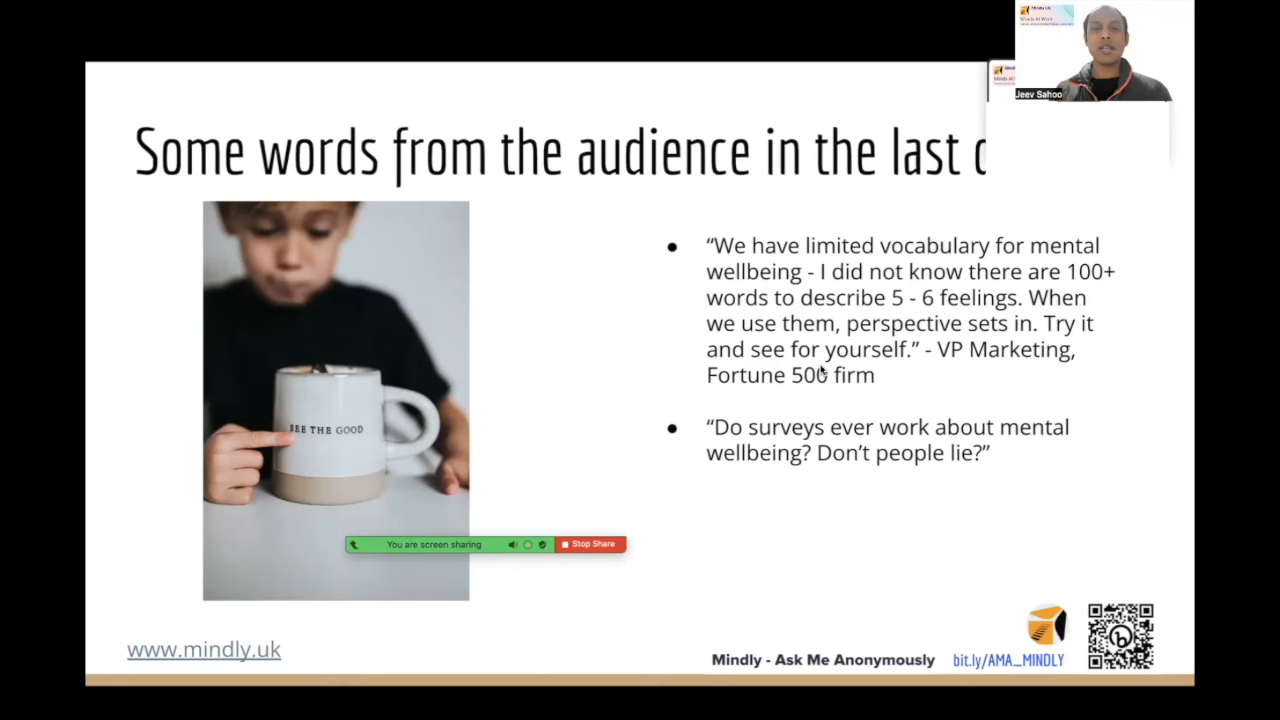 Mindly UK
Jeev Sahoo
Some words from the audience in the last
“We have limited vocabulary for mental
wellbeing - I did not know there are 100+
words to describe 5 - 6 feelings. When
we use them, perspective sets in. Try it
and see for yourself.” - VP Marketing,
Fortune 500 firm
“Do surveys ever work about mental
wellbeing? Don’t people lie?”
SEE THE GOOD
You are screen sharing
Stop Share
www.mindly.uk
Mindly - Ask Me Anonymously
bit.ly/AMA_MINDLY